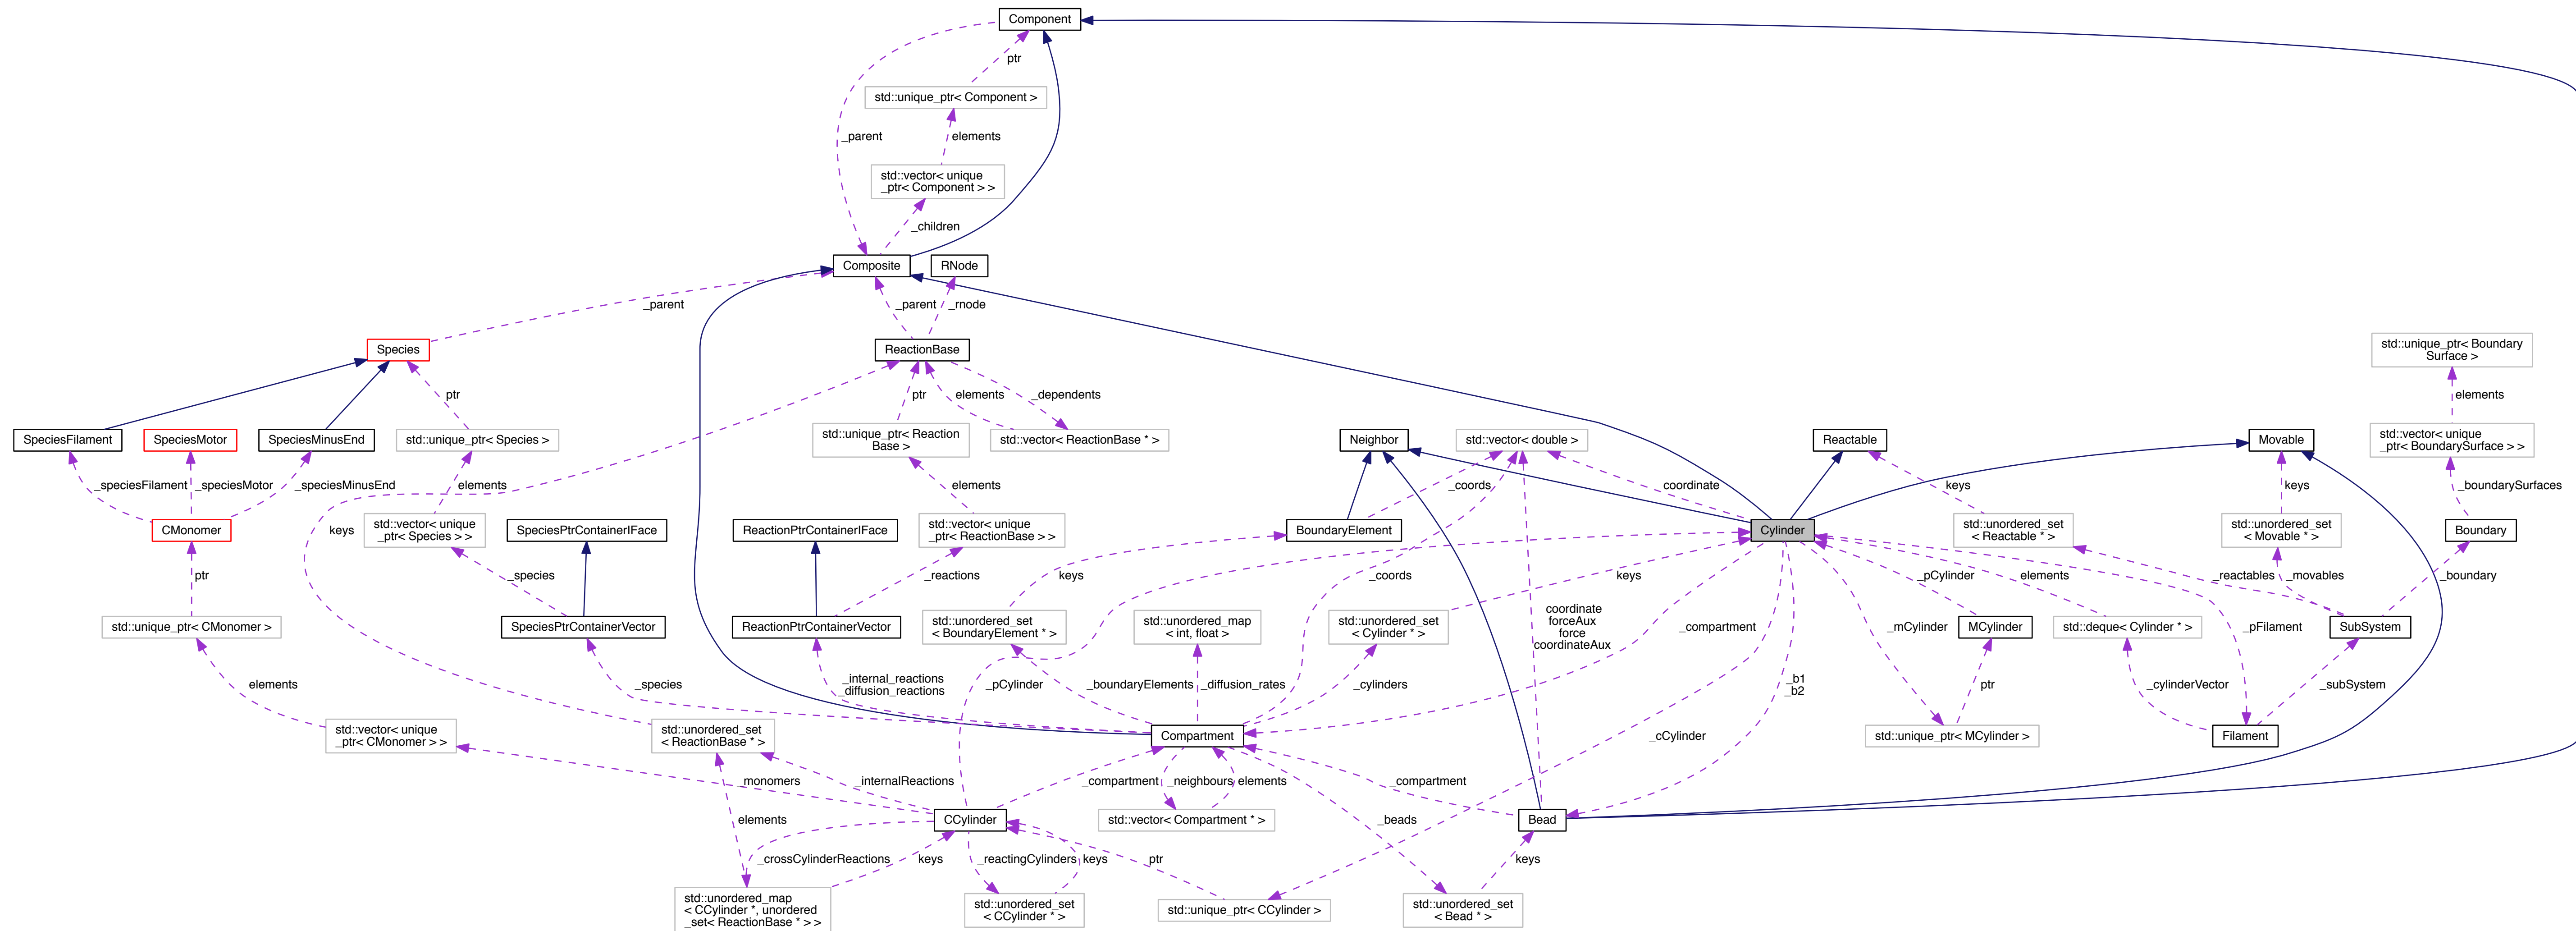 Component
ptr
std::unique_ptr< Component >
_parent
elements
std::vector< unique
_ptr< Component > >
_children
Composite
RNode
_parent
_parent
_rnode
Species
ReactionBase
std::unique_ptr< Boundary
Surface >
ptr
ptr
elements
_dependents
elements
SpeciesFilament
SpeciesMotor
SpeciesMinusEnd
std::unique_ptr< Species >
std::unique_ptr< Reaction
Base >
std::vector< ReactionBase * >
Neighbor
std::vector< double >
Reactable
Movable
std::vector< unique
_ptr< BoundarySurface > >
_speciesFilament
_speciesMotor
_speciesMinusEnd
elements
elements
_coords
coordinate
keys
keys
_boundarySurfaces
CMonomer
keys
std::vector< unique
_ptr< Species > >
SpeciesPtrContainerIFace
ReactionPtrContainerIFace
std::vector< unique
_ptr< ReactionBase > >
BoundaryElement
Cylinder
std::unordered_set
< Reactable * >
std::unordered_set
< Movable * >
Boundary
ptr
_species
_reactions
keys
_coords
keys
_pCylinder
elements
_reactables
_movables
_boundary
std::unique_ptr< CMonomer >
SpeciesPtrContainerVector
ReactionPtrContainerVector
std::unordered_set
< BoundaryElement * >
std::unordered_map
< int, float >
std::unordered_set
< Cylinder * >
coordinate
forceAux
force
coordinateAux
_compartment
_mCylinder
MCylinder
std::deque< Cylinder * >
_pFilament
SubSystem
elements
_species
_internal_reactions
_diffusion_reactions
_pCylinder
_boundaryElements
_diffusion_rates
_cylinders
_b1
_b2
ptr
_cylinderVector
_subSystem
std::vector< unique
_ptr< CMonomer > >
std::unordered_set
< ReactionBase * >
Compartment
_cCylinder
std::unique_ptr< MCylinder >
Filament
_monomers
_internalReactions
_compartment
_neighbours
elements
_compartment
elements
CCylinder
std::vector< Compartment * >
_beads
Bead
_crossCylinderReactions
keys
_reactingCylinders
keys
ptr
keys
std::unordered_map
< CCylinder *, unordered
_set< ReactionBase * > >
std::unordered_set
< CCylinder * >
std::unique_ptr< CCylinder >
std::unordered_set
< Bead * >